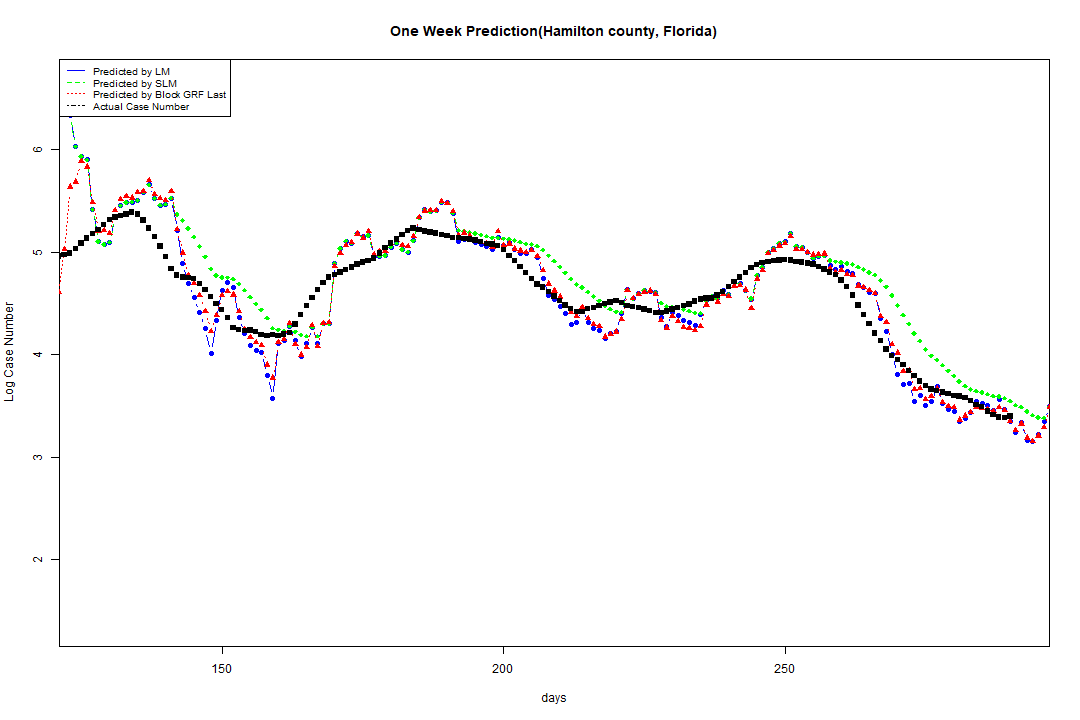 One Week Prediction(Hamilton county, Florida)
Predicted by LM
Predicted by SLM
Predicted by Block GRF Last
Actual Case Number
6
5
4
3
2
Log Case Number
150
200
250
days